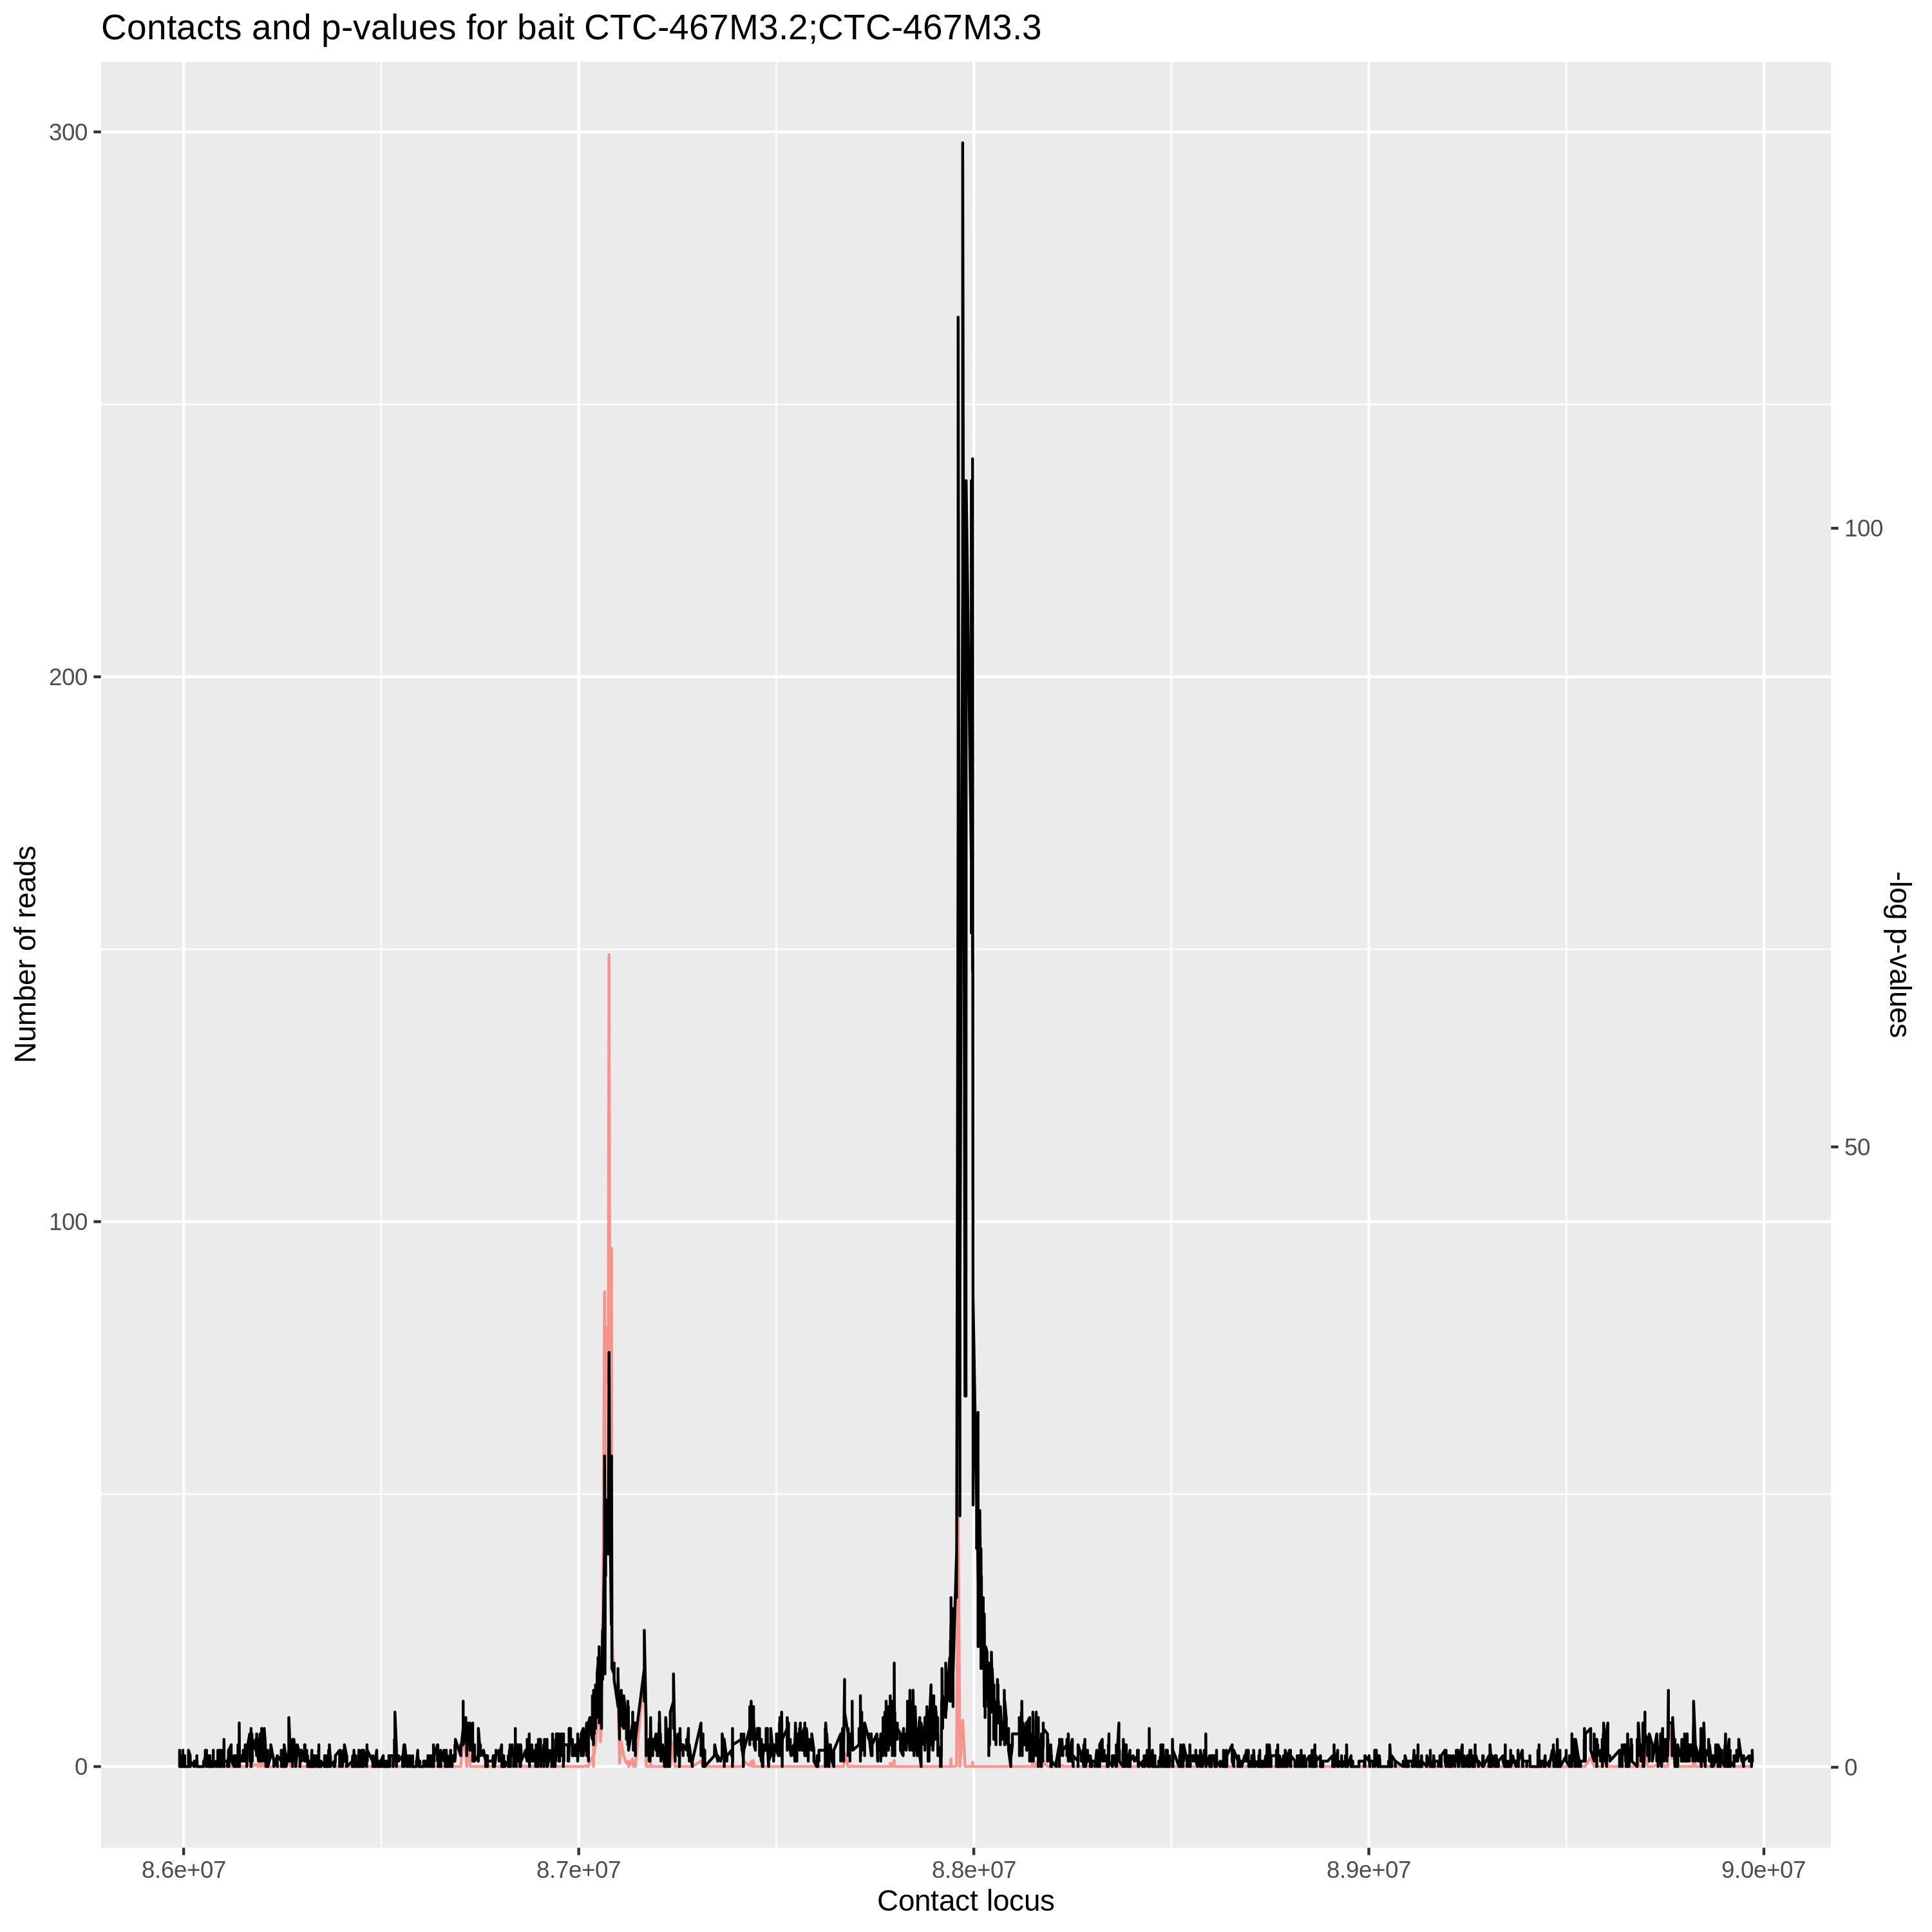 Contacts and p-values for bait CTC-467M3.2;CTC-467M3.3
300
200
100
0
Number of reads
100
50
0
-log p-values
8.6e+07 8.7e+07 8.8e+07 8.9e+07 9.0e+07
Contact locus